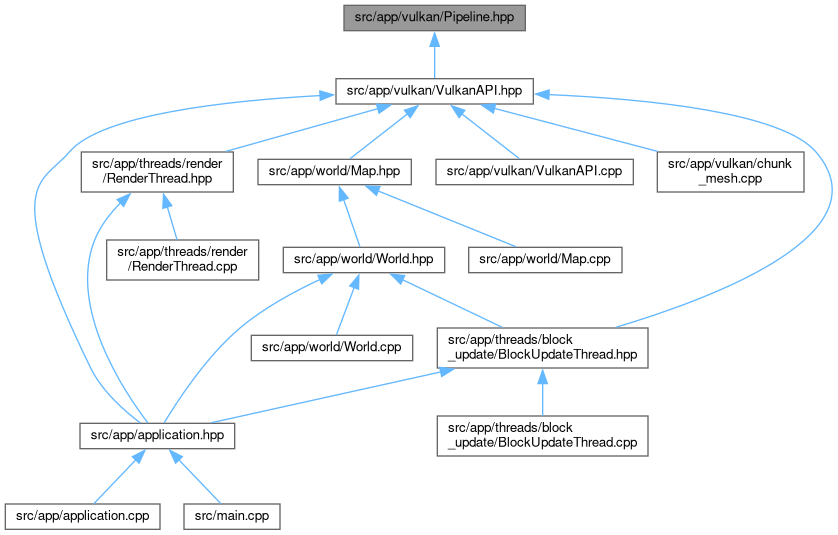 src/app/vulkan/Pipeline.hpp
src/app/vulkan/VulkanAPI.hpp
src/app/threads/render
/RenderThread.hpp
src/app/world/Map.hpp
src/app/vulkan/VulkanAPI.cpp
src/app/vulkan/chunk
_mesh.cpp
src/app/threads/render
/RenderThread.cpp
src/app/world/World.hpp
src/app/world/Map.cpp
src/app/world/World.cpp
src/app/threads/block
_update/BlockUpdateThread.hpp
src/app/application.hpp
src/app/threads/block
_update/BlockUpdateThread.cpp
src/app/application.cpp
src/main.cpp